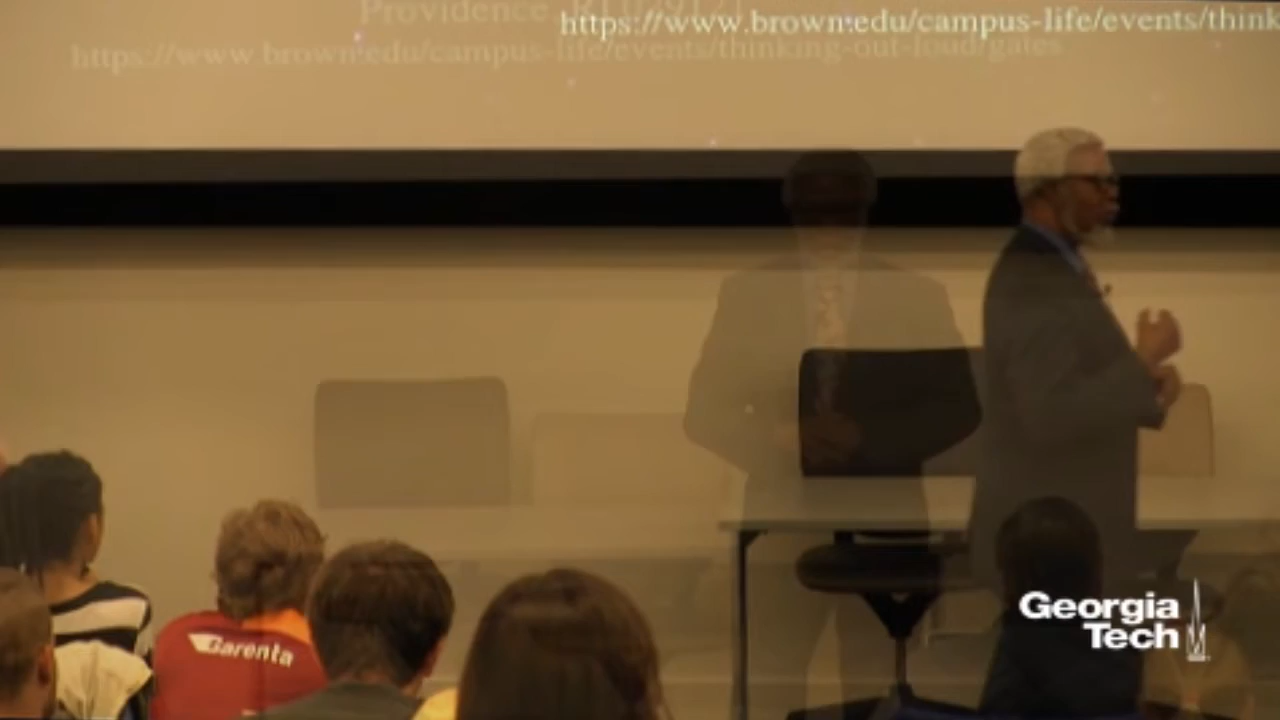 Providence
https://www.brown.edu/campus-life/events/think
https://www.brown.edu/campus-life/events/thinking-out-loud/gates
Garenta
Georgia
Tech